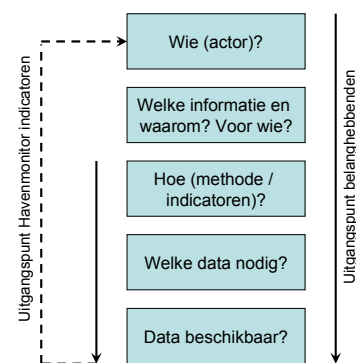 Wie (actor)?
Welke informatie en
waarom? Voor wie?
Hoe (methode /
indicatoren)?
Welke data nodig?
Data beschikbaar?
Uitgangspunt Havenmonitor indicatoren
Uitgangspunt belanghebbenden